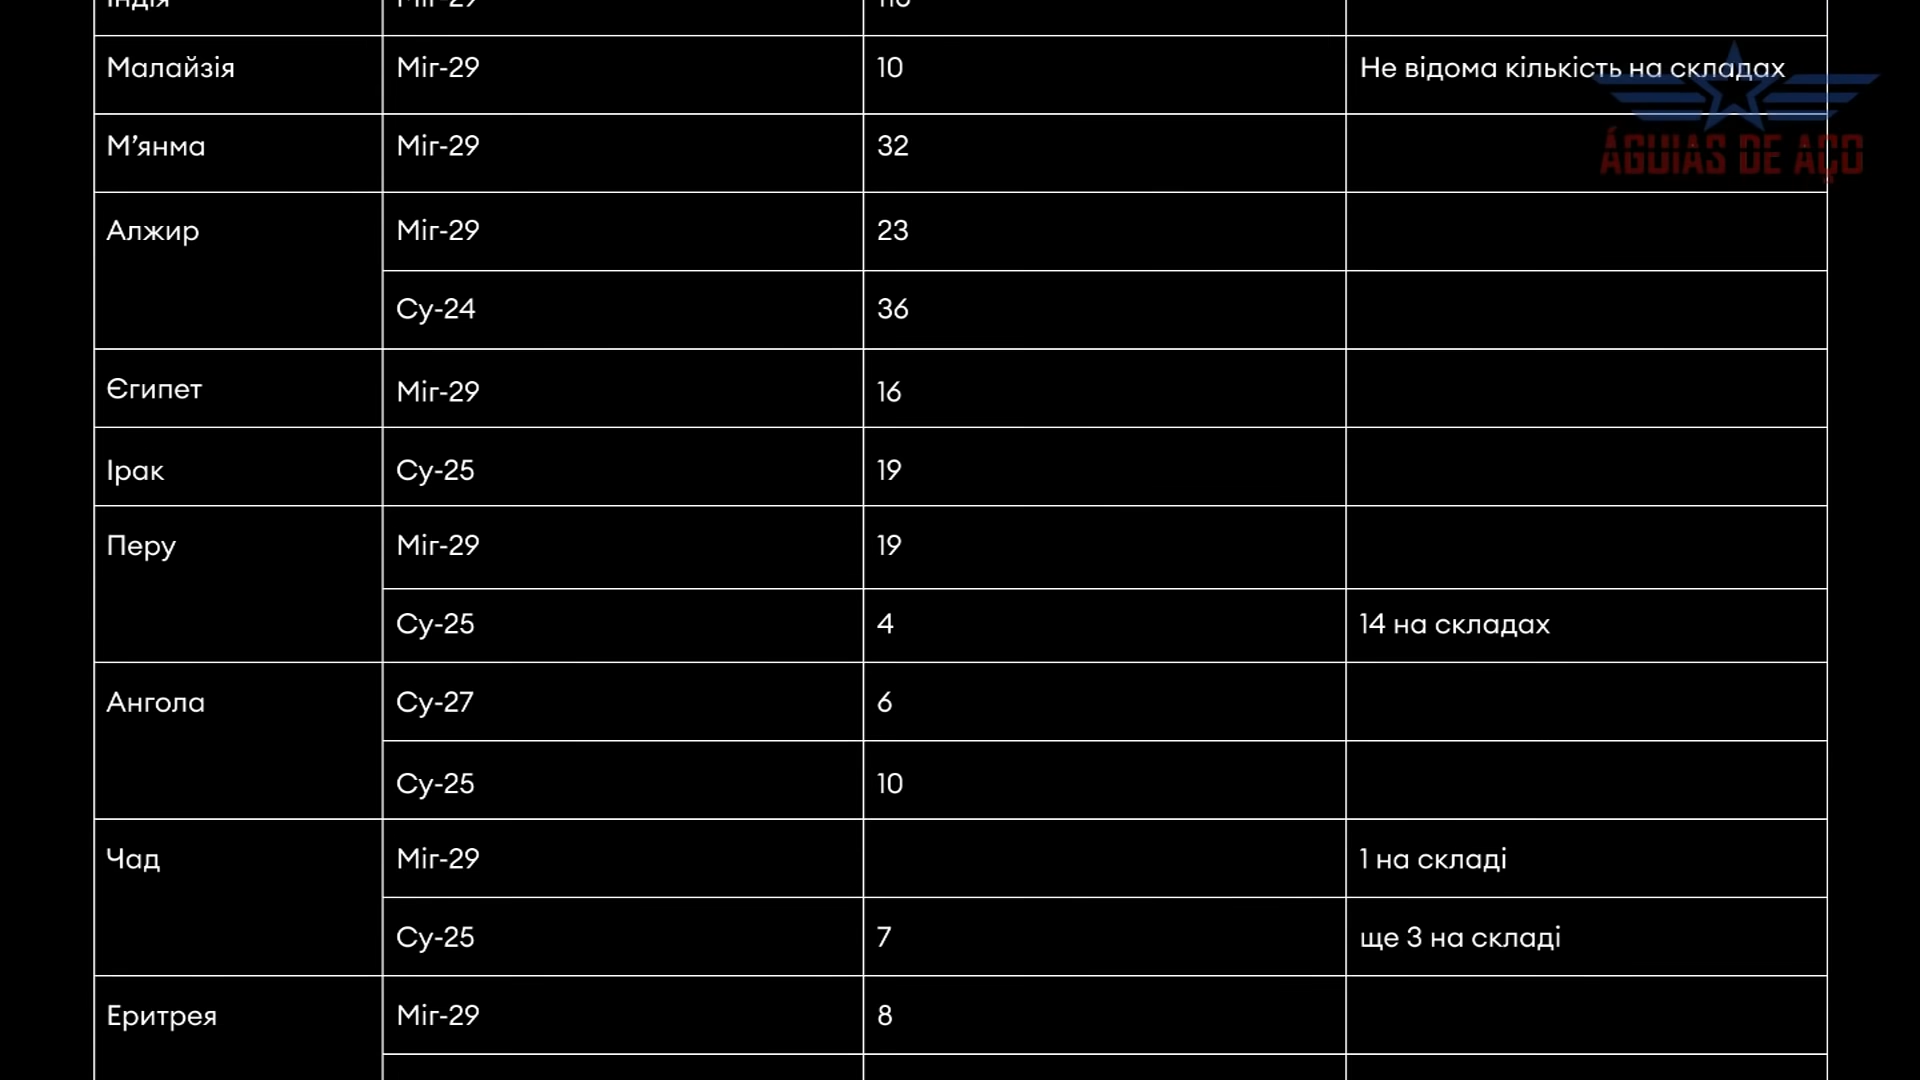 Індія Міг-29
Малайзія Міг-29 10 Не відома кількість на складах
М’янма Міг-29 32
ÁGUIAS DE AÇO
Алжир Міг-29 23
Су-24 36
Єгипет Міг-29 16
Ірак Су-25 19
Перу Міг-29 19
Су-25 4 14 на складах
Ангола Су-27 6
Су-25 10
Чад Міг-29 1 на складі
Су-25 7 ще 3 на складі
Еритрея Міг-29 8